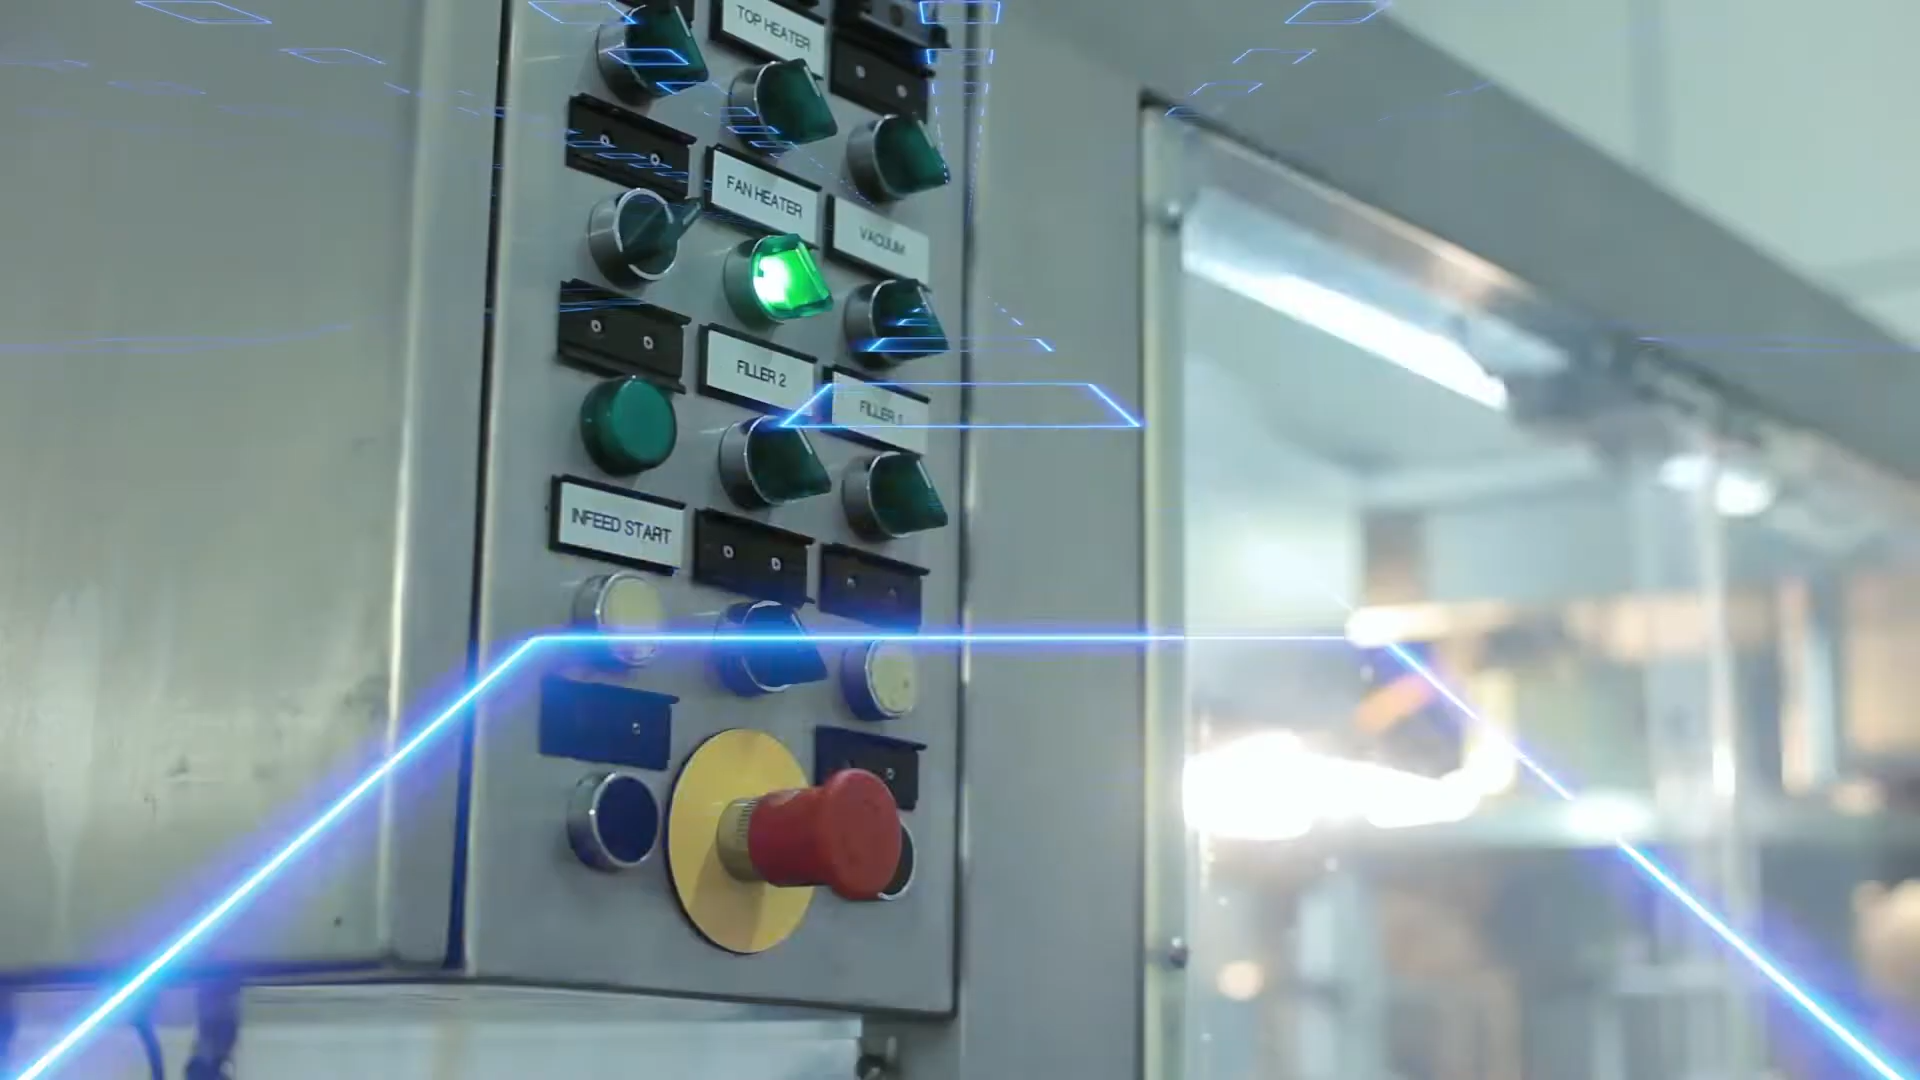 TOP HEATER
FAN HEATER
VACUUM
FILLER 2
FILLER 1
INFEED START